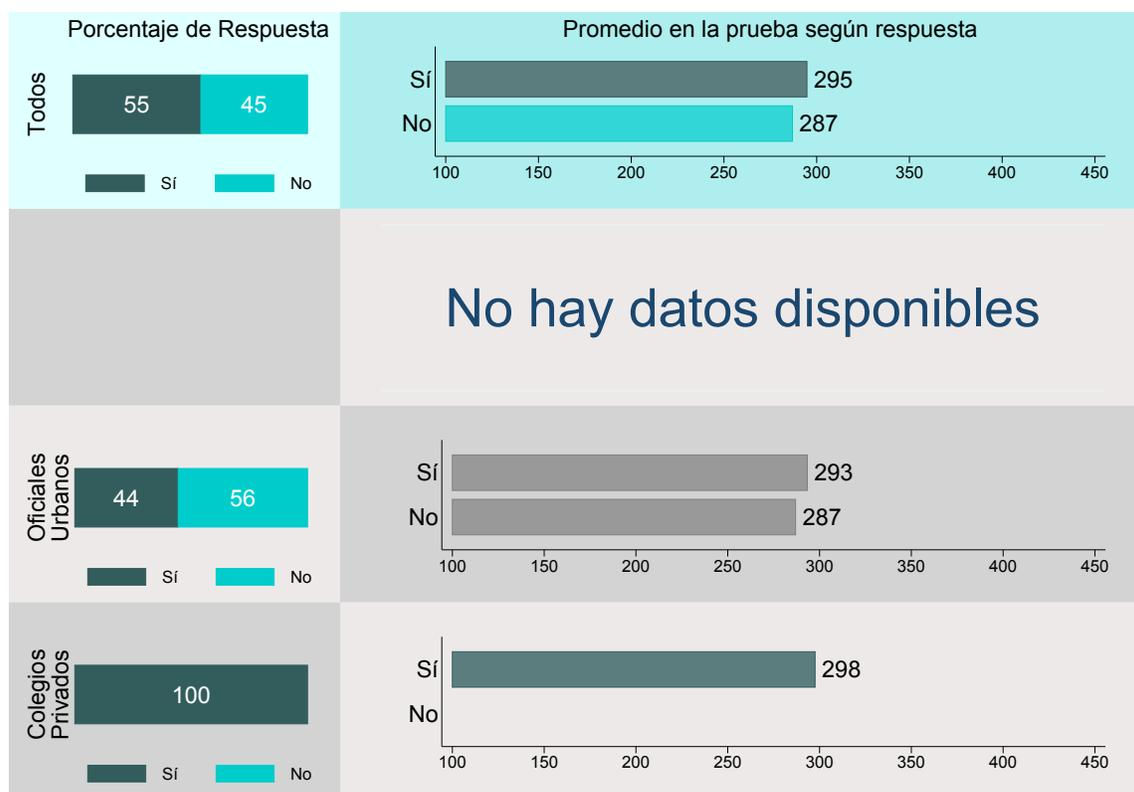 Porcentaje de Respuesta
Promedio en la prueba según respuesta
Todos
55 45
Sí No
Sí 295
No 287
100 150 200 250 300 350 400 450
No hay datos disponibles
Oficiales
Urbanos
44 56
Sí No
Sí 293
No 287
100 150 200 250 300 350 400 450
Colegios
Privados
100
Sí No
Sí 298
No
100 150 200 250 300 350 400 450